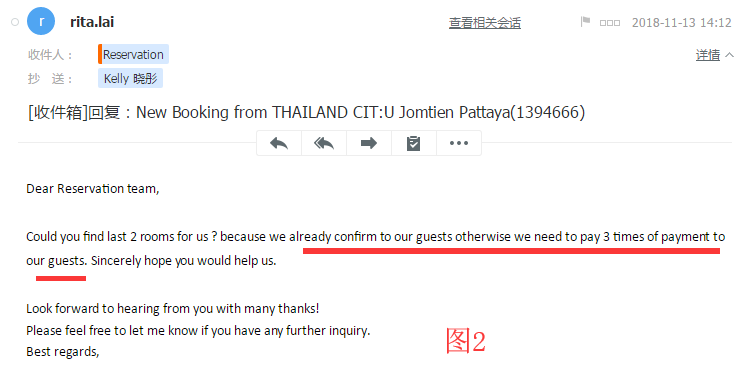 r rita.lai 查看相关会话 2018-11-13 14:12
收件人： Reservation 详情
抄 送： Kelly 晓彤
[收件箱]回复：New Booking from THAILAND CIT:U Jomtien Pattaya(1394666)
Dear Reservation team,
Could you find last 2 rooms for us ? because we already confirm to our guests otherwise we need to pay 3 times of payment to
our guests. Sincerely hope you would help us.
Look forward to hearing from you with many thanks!
Please feel free to let me know if you have any further inquiry.
Best regards,
图2